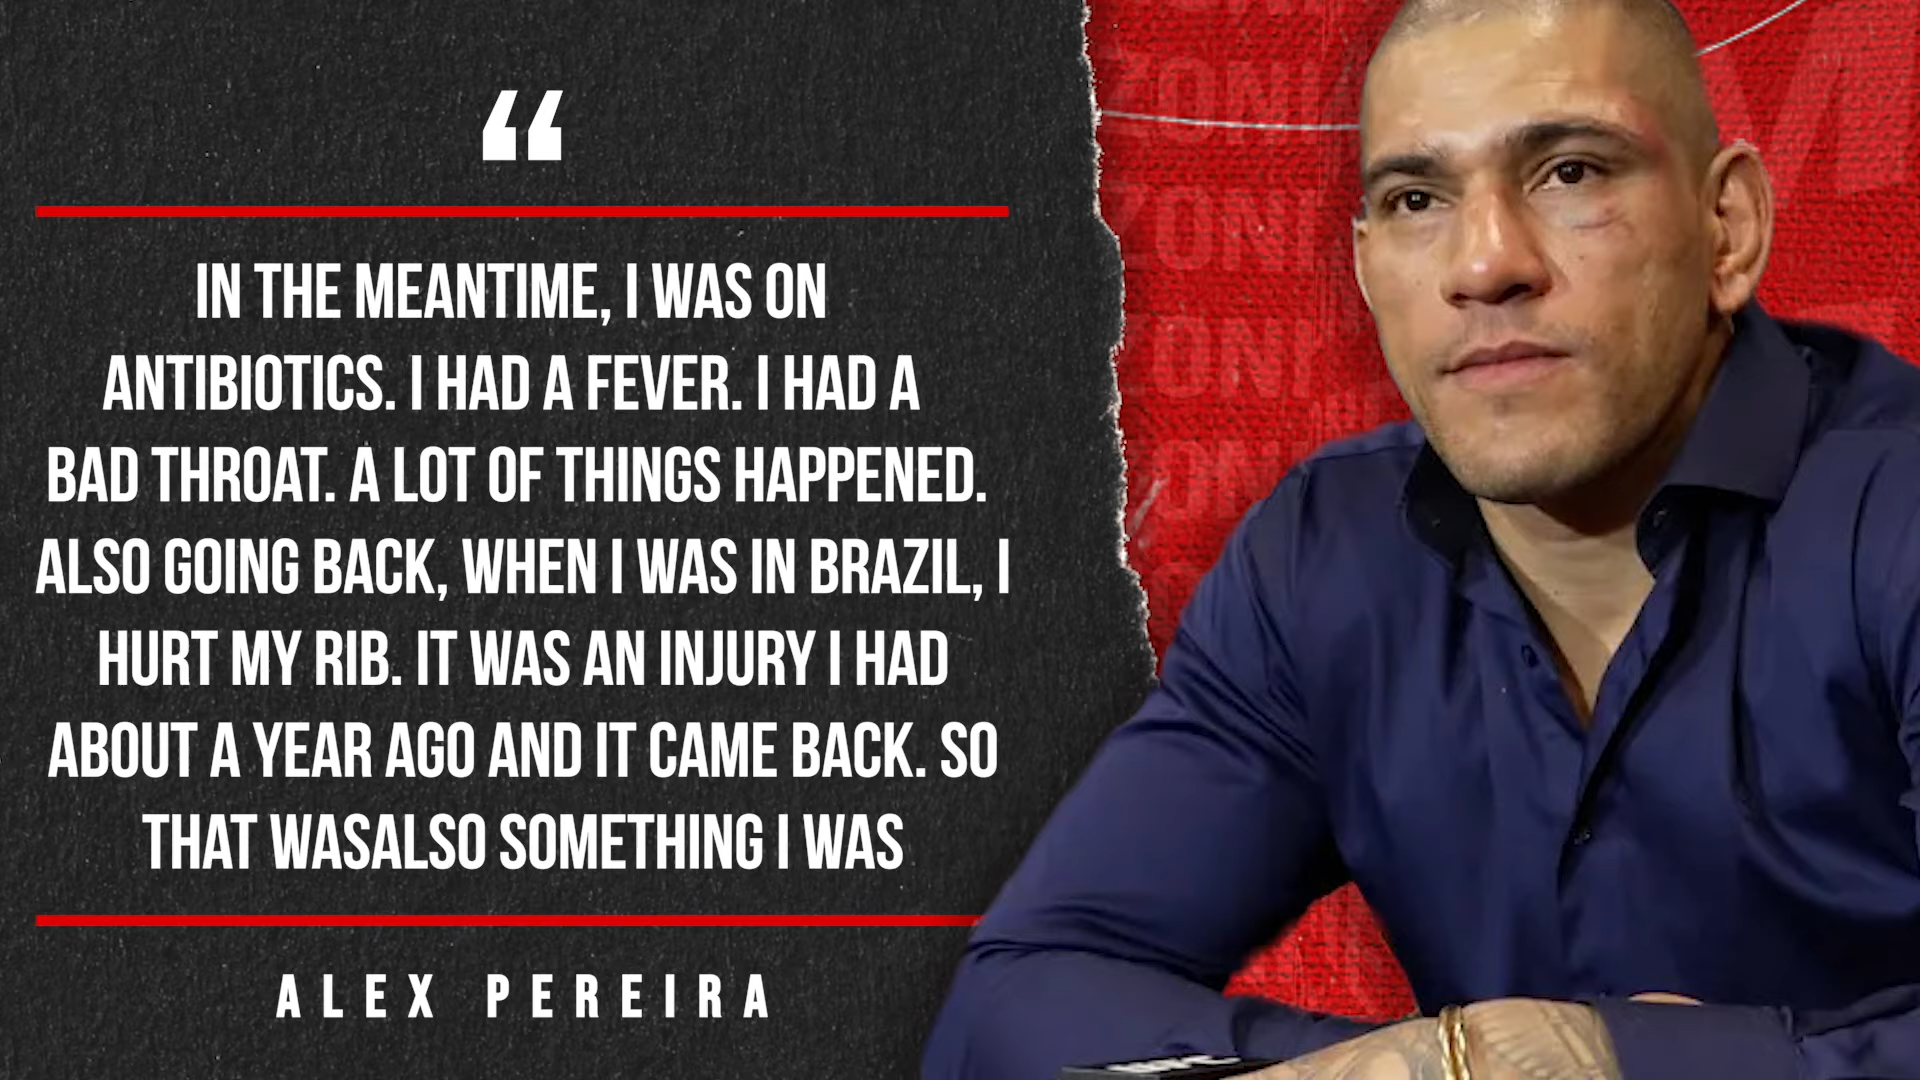 “
IN THE MEANTIME, I WAS ON
ANTIBIOTICS. I HAD A FEVER. I HAD A
BAD THROAT. A LOT OF THINGS HAPPENED.
ALSO GOING BACK, WHEN I WAS IN BRAZIL, I
HURT MY RIB. IT WAS AN INJURY I HAD
ABOUT A YEAR AGO AND IT CAME BACK. SO
THAT WASALSO SOMETHING I WAS
ALEX PEREIRA